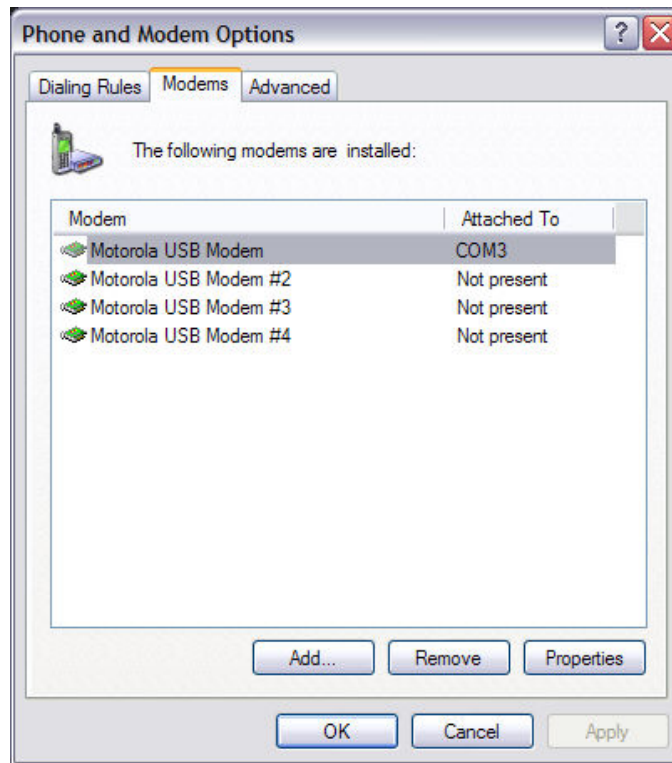 Phone and Modem Options
Dialing Rules Modems Advanced
The following modems are installed:
Modem Attached To
Motorola USB Modem COM3
Motorola USB Modem #2 Not present
Motorola USB Modem #3 Not present
Motorola USB Modem #4 Not present
Add... Remove Properties
OK Cancel Apply